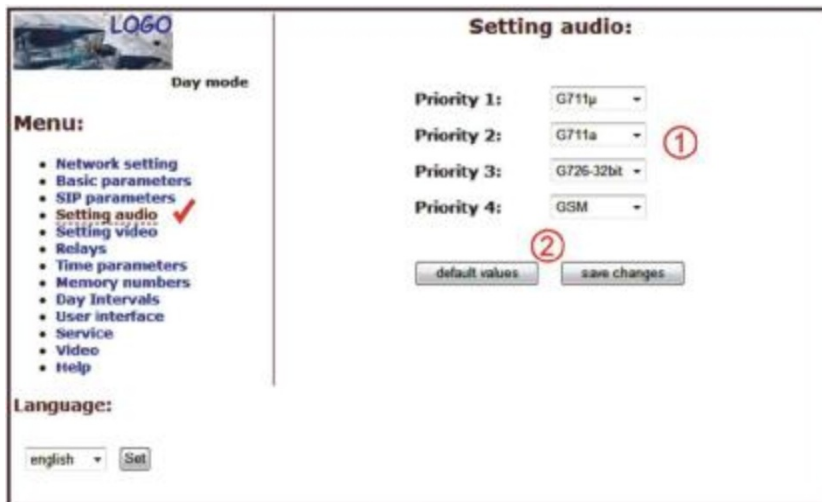 LOGO
Day mode
Menu:
Network setting
Basic parameters
SIP parameters
Setting audio
Setting video
Relays
Time parameters
Memory numbers
Day Intervals
User interface
Service
Video
Help
Language:
english
Set
Setting audio:
Priority 1: G711µ
Priority 2: G711a
1
Priority 3: G726-32bit
Priority 4: GSM
2
default values save changes